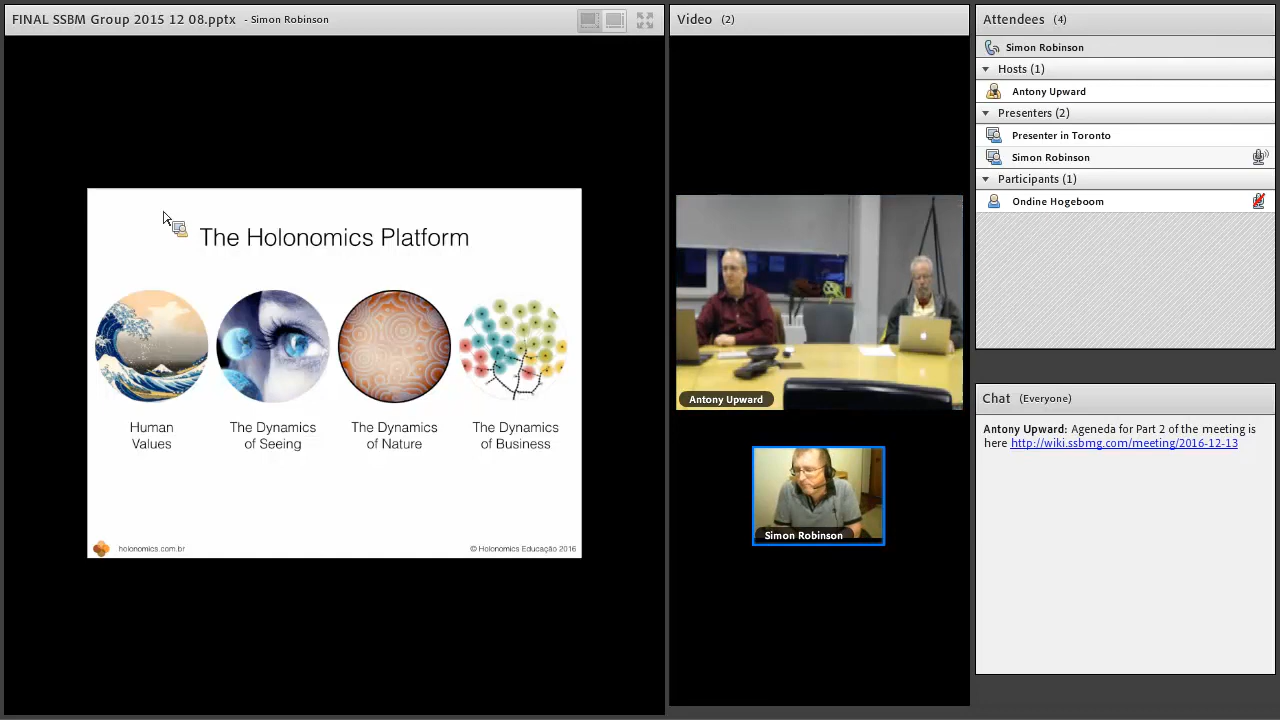 FINAL SSBM Group 2015 12 08.pptx - Simon Robinson
The Holonomics Platform
Human
Values
The Dynamics
of Seeing
The Dynamics
of Nature
The Dynamics
of Business
holonomics.com.br
© Holonomics Educação 2016
Video (2)
Antony Upward
Simon Robinson
Attendees (4)
Simon Robinson
Hosts (1)
Antony Upward
Presenters (2)
Presenter in Toronto
Simon Robinson
Participants (1)
Ondine Hogeboom
Chat (Everyone)
Antony Upward: Ageneda for Part 2 of the meeting is
here http://wiki.ssbmg.com/meeting/2016-12-13